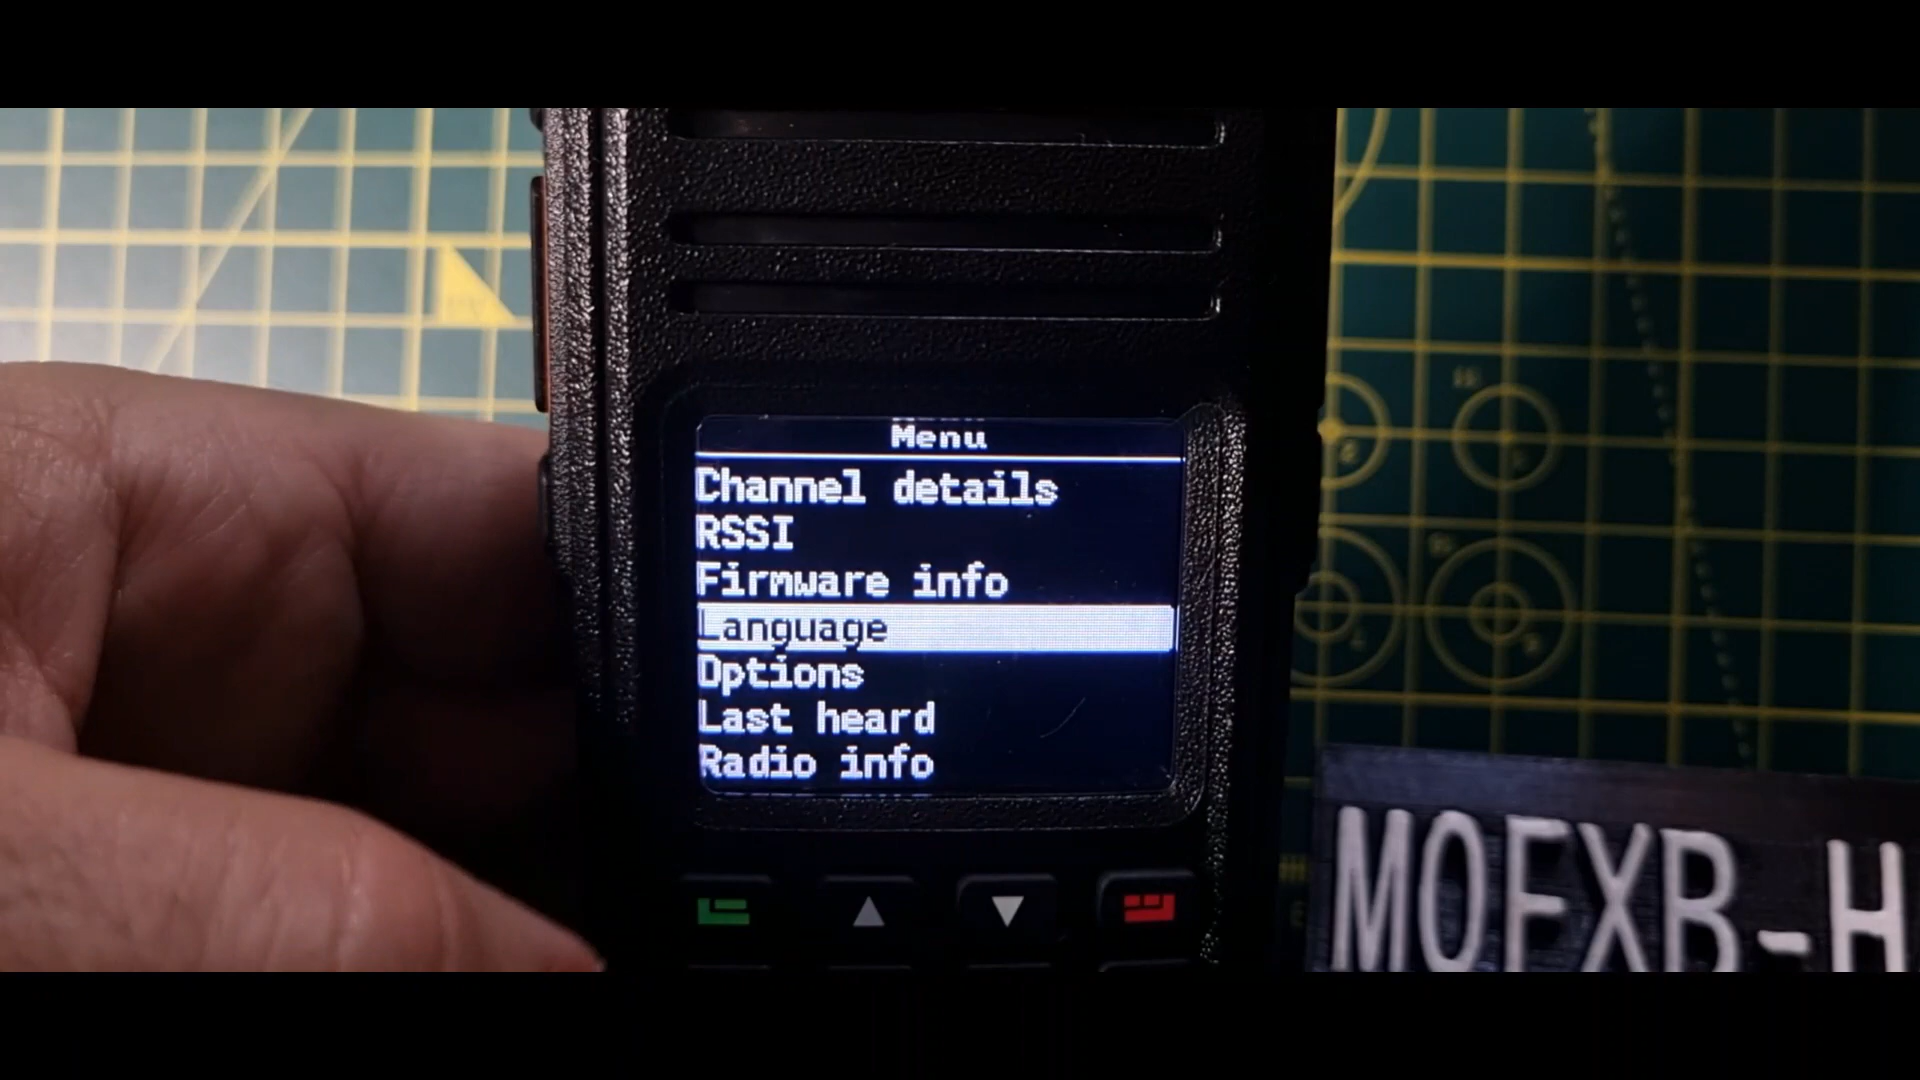 Menu
Channel details
RSSI
Firmware info
Language
Options
Last heard
Radio info
M0FXB-H